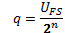 q = U_FS / 2^n